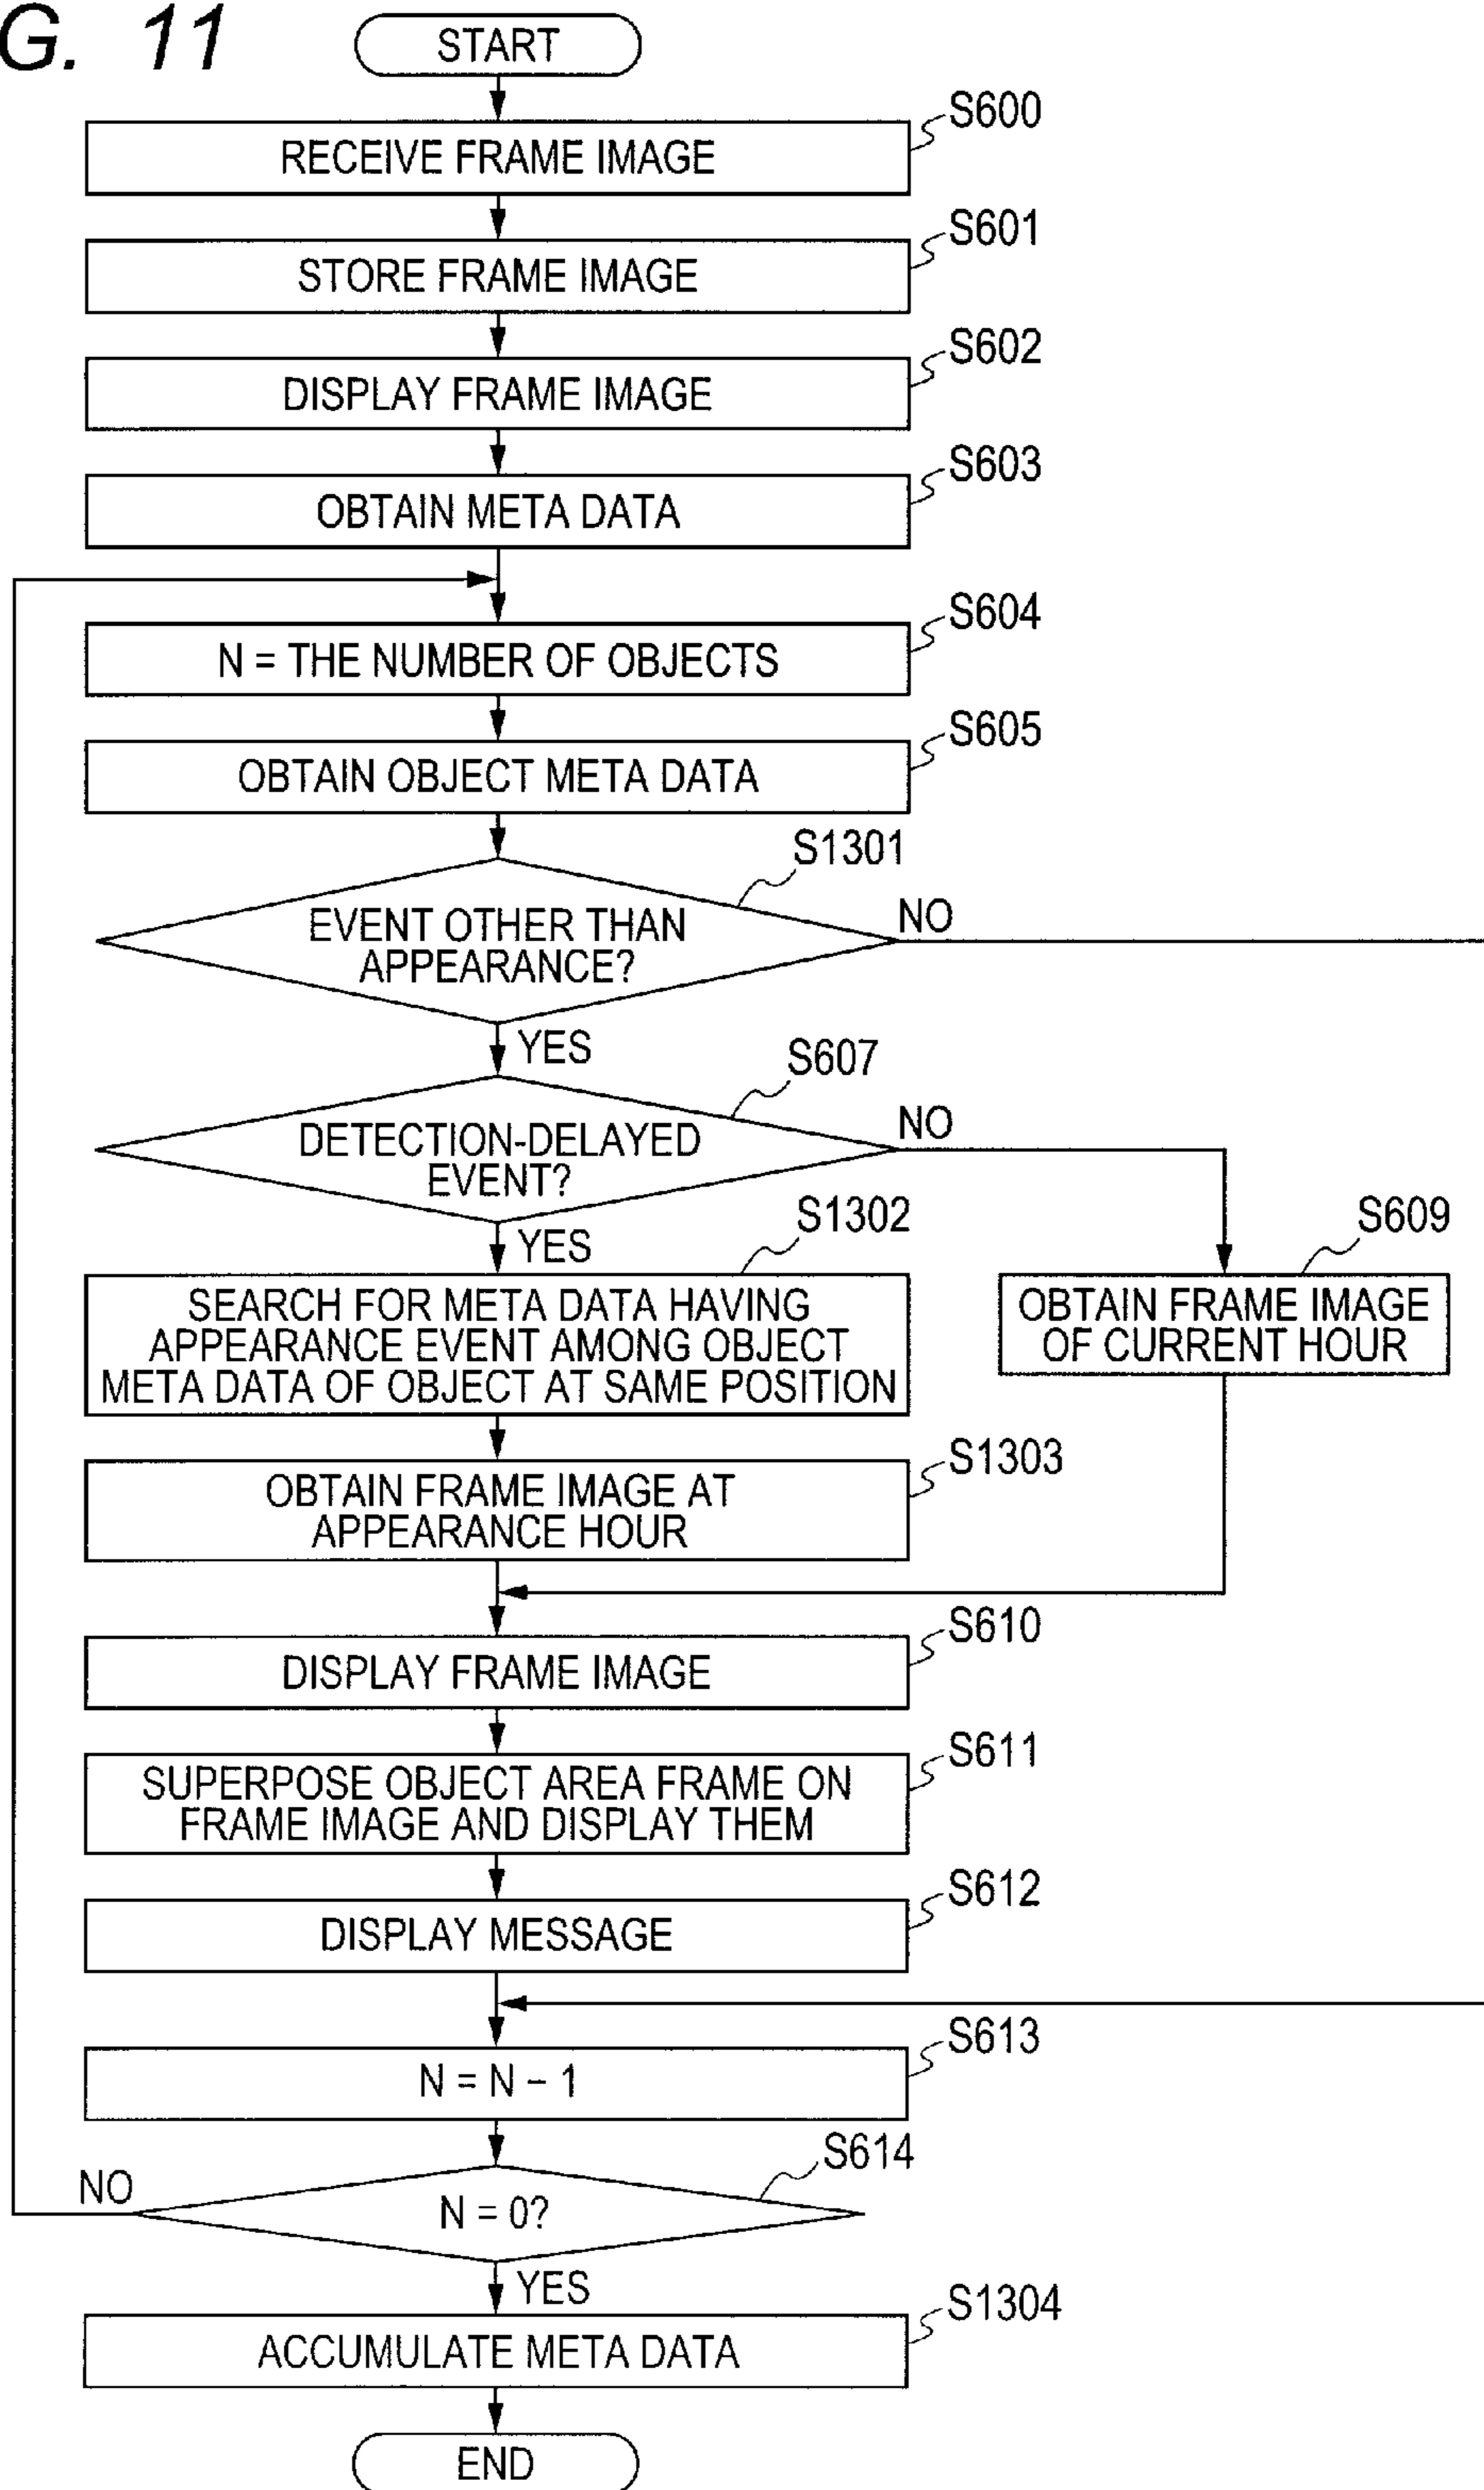 G. 11
START
S600
RECEIVE FRAME IMAGE
S601
STORE FRAME IMAGE
S602
DISPLAY FRAME IMAGE
S603
OBTAIN META DATA
S604
N = THE NUMBER OF OBJECTS
S605
OBTAIN OBJECT META DATA
S1301
EVENT OTHER THAN
APPEARANCE?
NO
YES
S607
DETECTION-DELAYED
EVENT?
NO
YES
S1302
SEARCH FOR META DATA HAVING
APPEARANCE EVENT AMONG OBJECT
META DATA OF OBJECT AT SAME POSITION
S609
OBTAIN FRAME IMAGE
OF CURRENT HOUR
S1303
OBTAIN FRAME IMAGE AT
APPEARANCE HOUR
S610
DISPLAY FRAME IMAGE
S611
SUPERPOSE OBJECT AREA FRAME ON
FRAME IMAGE AND DISPLAY THEM
S612
DISPLAY MESSAGE
S613
N = N − 1
S614
NO
N = 0?
YES
S1304
ACCUMULATE META DATA
END